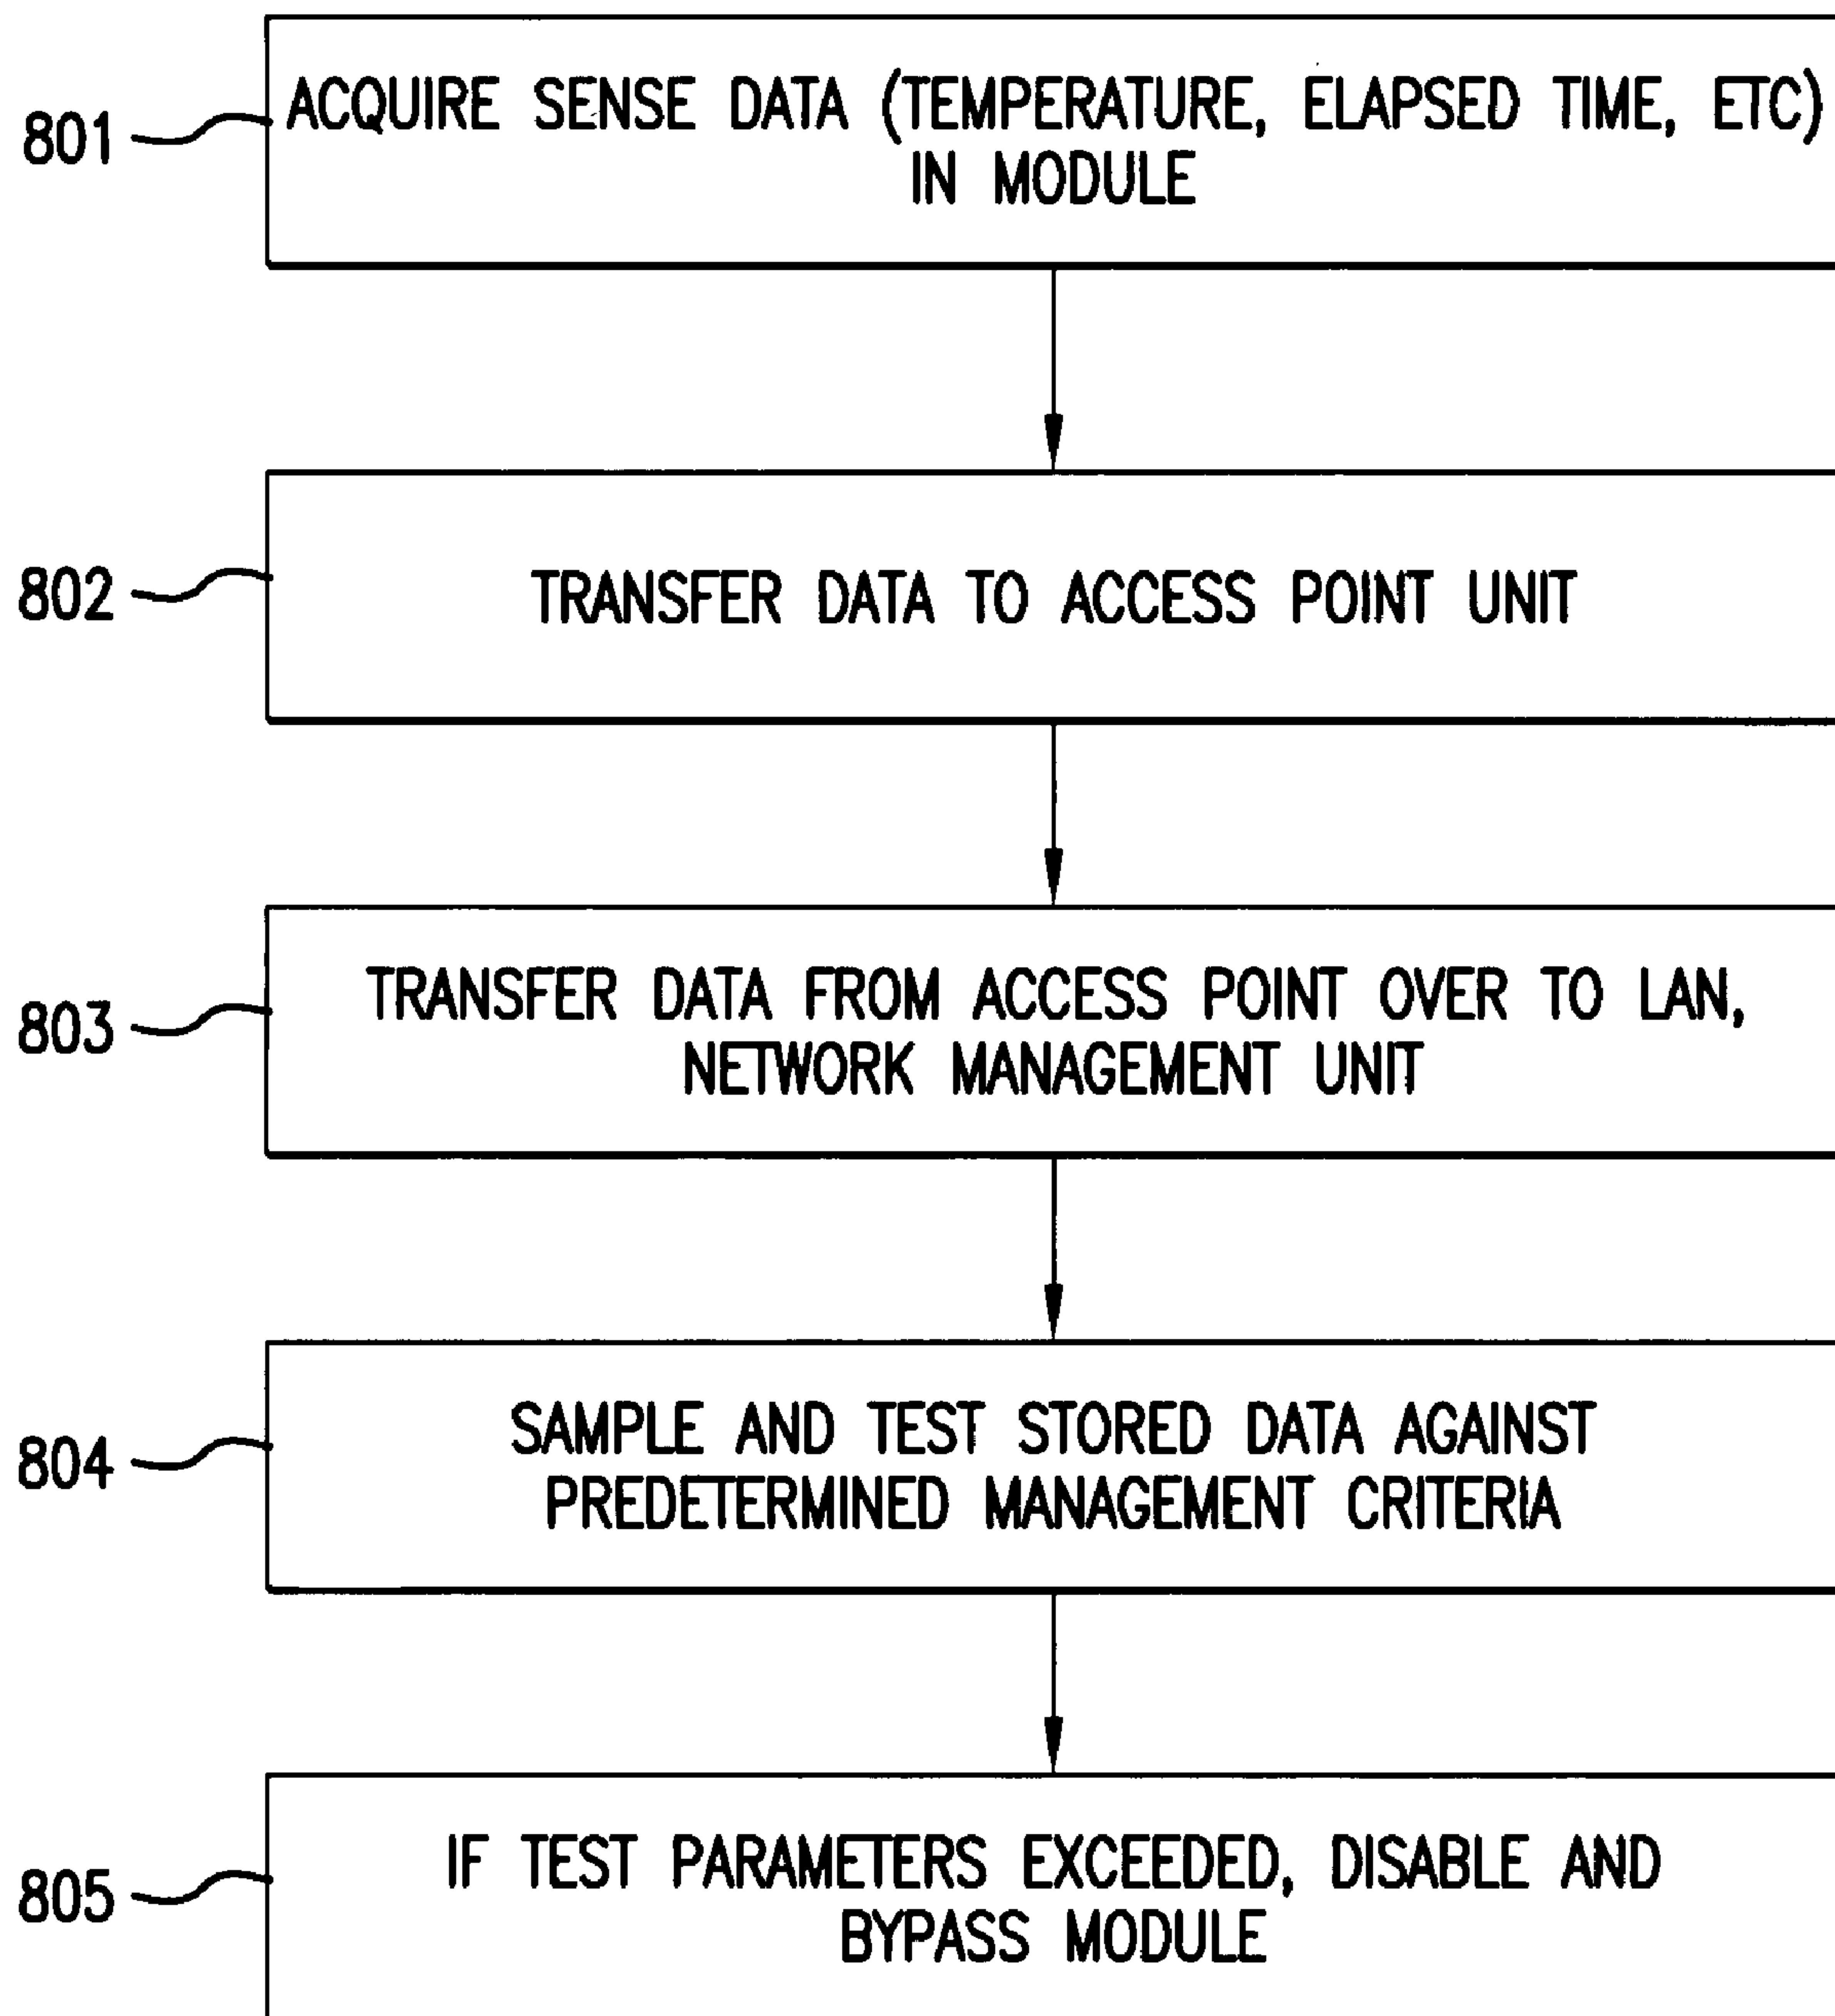 801
ACQUIRE SENSE DATA (TEMPERATURE, ELAPSED TIME, ETC)
IN MODULE
802
TRANSFER DATA TO ACCESS POINT UNIT
803
TRANSFER DATA FROM ACCESS POINT OVER TO LAN,
NETWORK MANAGEMENT UNIT
804
SAMPLE AND TEST STORED DATA AGAINST
PREDETERMINED MANAGEMENT CRITERIA
805
IF TEST PARAMETERS EXCEEDED, DISABLE AND
BYPASS MODULE